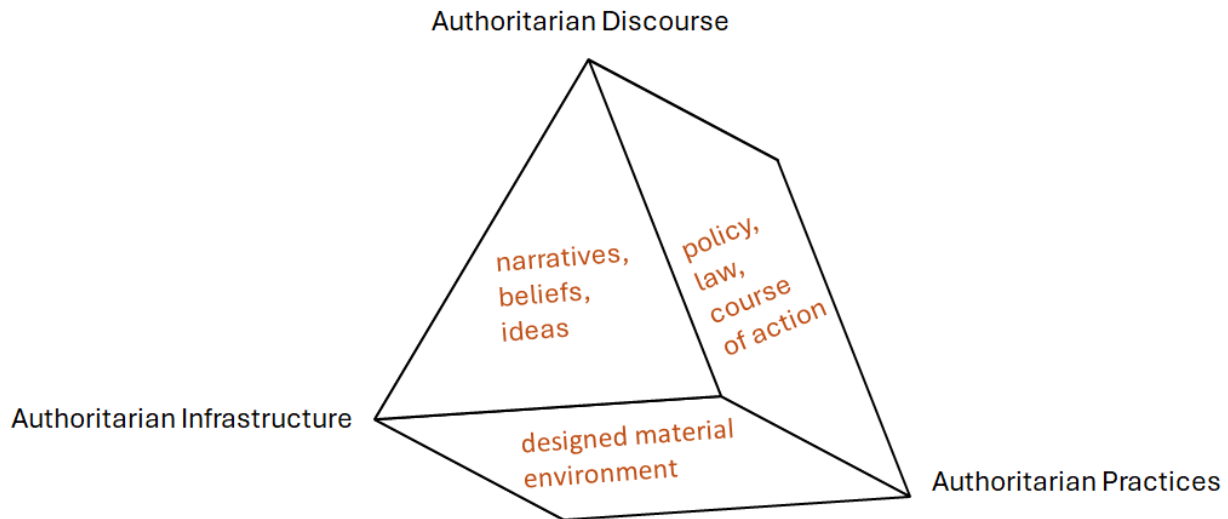 Authoritarian Discourse
narratives,
beliefs,
ideas
policy,
law,
course
of action
Authoritarian Infrastructure
designed material
environment
Authoritarian Practices